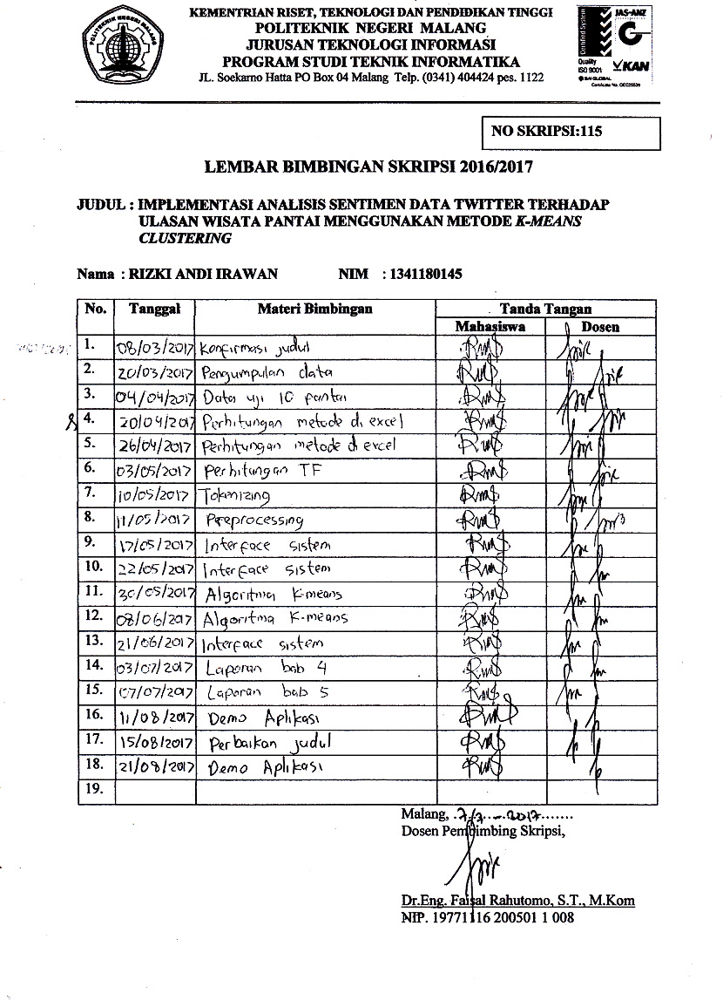 KEMENTRIAN RISET, TEKNOLOGI DAN PENDIDIKAN TINGGI
POLITEKNIK NEGERI MALANG
JURUSAN TEKNOLOGI INFORMASI
PROGRAM STUDI TEKNIK INFORMATIKA
JL. Soekarno Hatta PO Box 04 Malang Telp. (0341) 404424 pes. 1122
POLITEKNIK NEGERI MALANG
Certified System
JAS-ANZ
Quality
ISO 9001
KAN
SAI GLOBAL
NO SKRIPSI:115
LEMBAR BIMBINGAN SKRIPSI 2016/2017
JUDUL : IMPLEMENTASI ANALISIS SENTIMEN DATA TWITTER TERHADAP
ULASAN WISATA PANTAI MENGGUNAKAN METODE K-MEANS
CLUSTERING
Nama : RIZKI ANDI IRAWAN NIM : 1341180145
No. Tanggal Materi Bimbingan Tanda Tangan
Mahasiswa Dosen
1. 08/03/2017 Konfirmasi judul
2. 20/03/2017 Pengumpulan data
3. 04/04/2017 Data uji 10 pantai
4. 20/04/2017 Perhitungan metode di excel
5. 26/04/2017 Perhitungan metode di excel
6. 03/05/2017 Perhitungan TF
7. 10/05/2017 Tokenizing
8. 11/05/2017 Preprocessing
9. 17/05/2017 Interface sistem
10. 22/05/2017 Interface sistem
11. 30/05/2017 Algoritma K-means
12. 08/06/2017 Algoritma K-means
13. 21/06/2017 Interface sistem
14. 03/07/2017 Laporan bab 4
15. 07/07/2017 Laporan bab 5
16. 11/08/2017 Demo Aplikasi
17. 15/08/2017 Perbaikan judul
18. 21/08/2017 Demo Aplikasi
19.
Malang, 2017
Dosen Pembimbing Skripsi,
Dr.Eng. Faisal Rahutomo, S.T., M.Kom
NIP. 19771116 200501 1 008